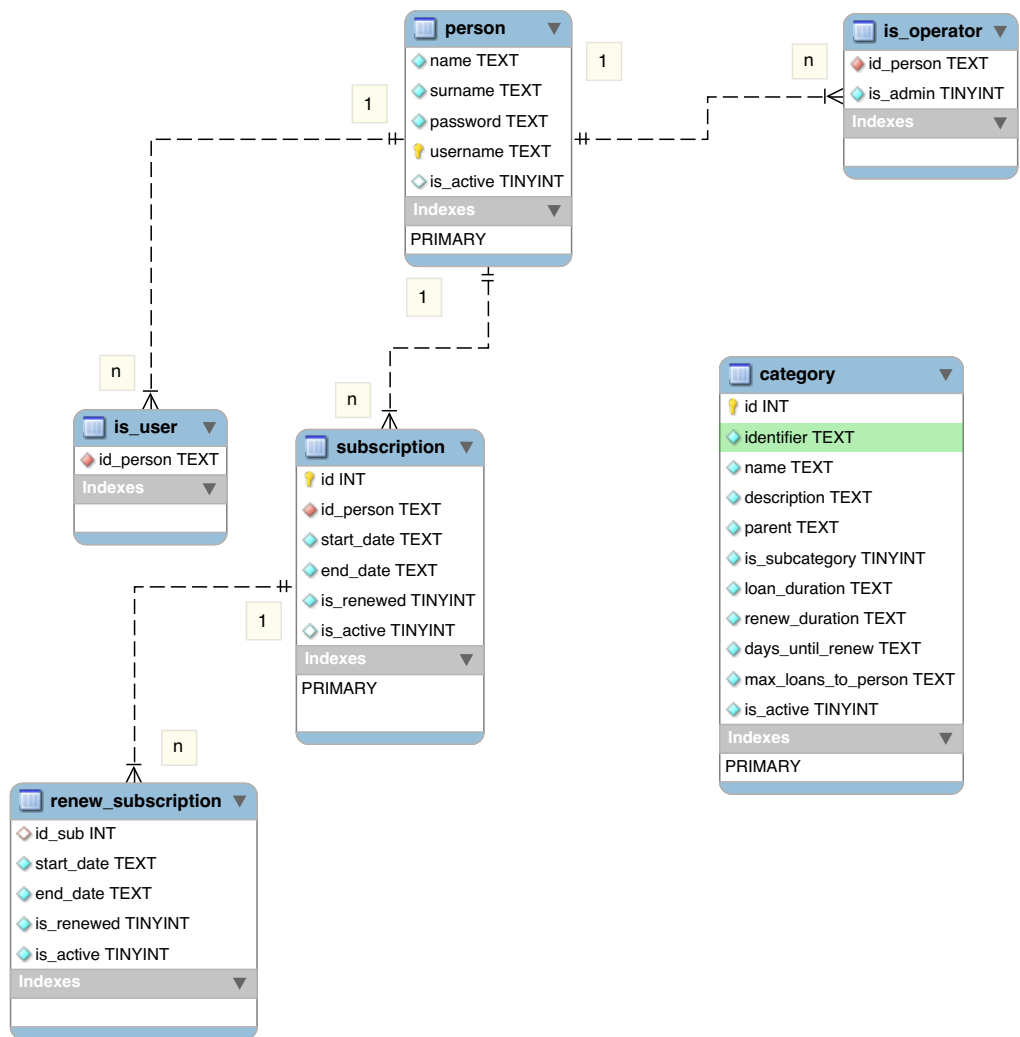 person
name TEXT
surname TEXT
password TEXT
username TEXT
is_active TINYINT
Indexes
PRIMARY
is_operator
id_person TEXT
is_admin TINYINT
Indexes
1
1
n
1
n
n
is_user
id_person TEXT
Indexes
subscription
id INT
id_person TEXT
start_date TEXT
end_date TEXT
is_renewed TINYINT
is_active TINYINT
Indexes
PRIMARY
category
id INT
identifier TEXT
name TEXT
description TEXT
parent TEXT
is_subcategory TINYINT
loan_duration TEXT
renew_duration TEXT
days_until_renew TEXT
max_loans_to_person TEXT
is_active TINYINT
Indexes
PRIMARY
1
n
renew_subscription
id_sub INT
start_date TEXT
end_date TEXT
is_renewed TINYINT
is_active TINYINT
Indexes